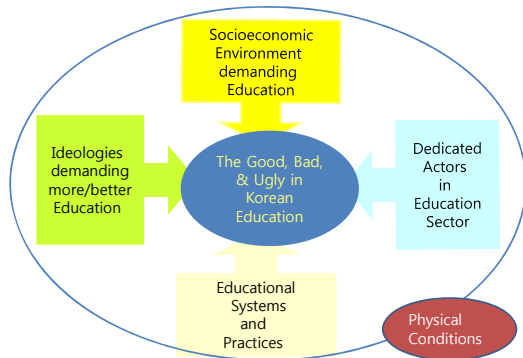 Socioeconomic
Environment
demanding
Education
Ideologies
demanding
more/better
Education
The Good, Bad,
& Ugly in
Korean
Education
Dedicated
Actors
in
Education
Sector
Educational
Systems
and
Practices
Physical
Conditions